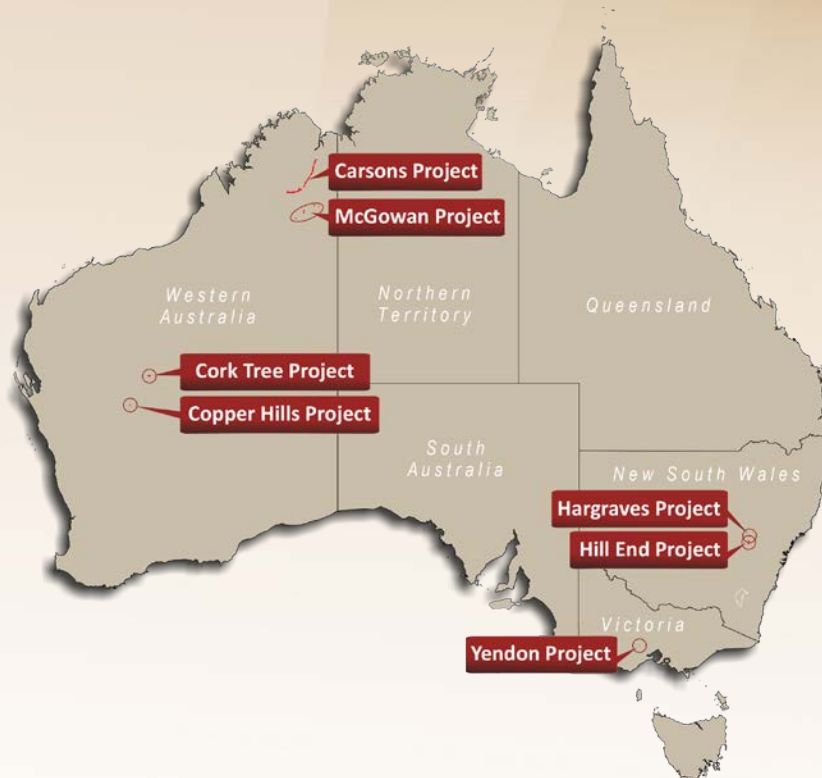 Carsons Project
McGowan Project
Western
Australia
Northern
Territory
Queensland
Cork Tree Project
Copper Hills Project
South
Australia
New South Wales
Hargraves Project
Hill End Project
Victoria
Yendon Project